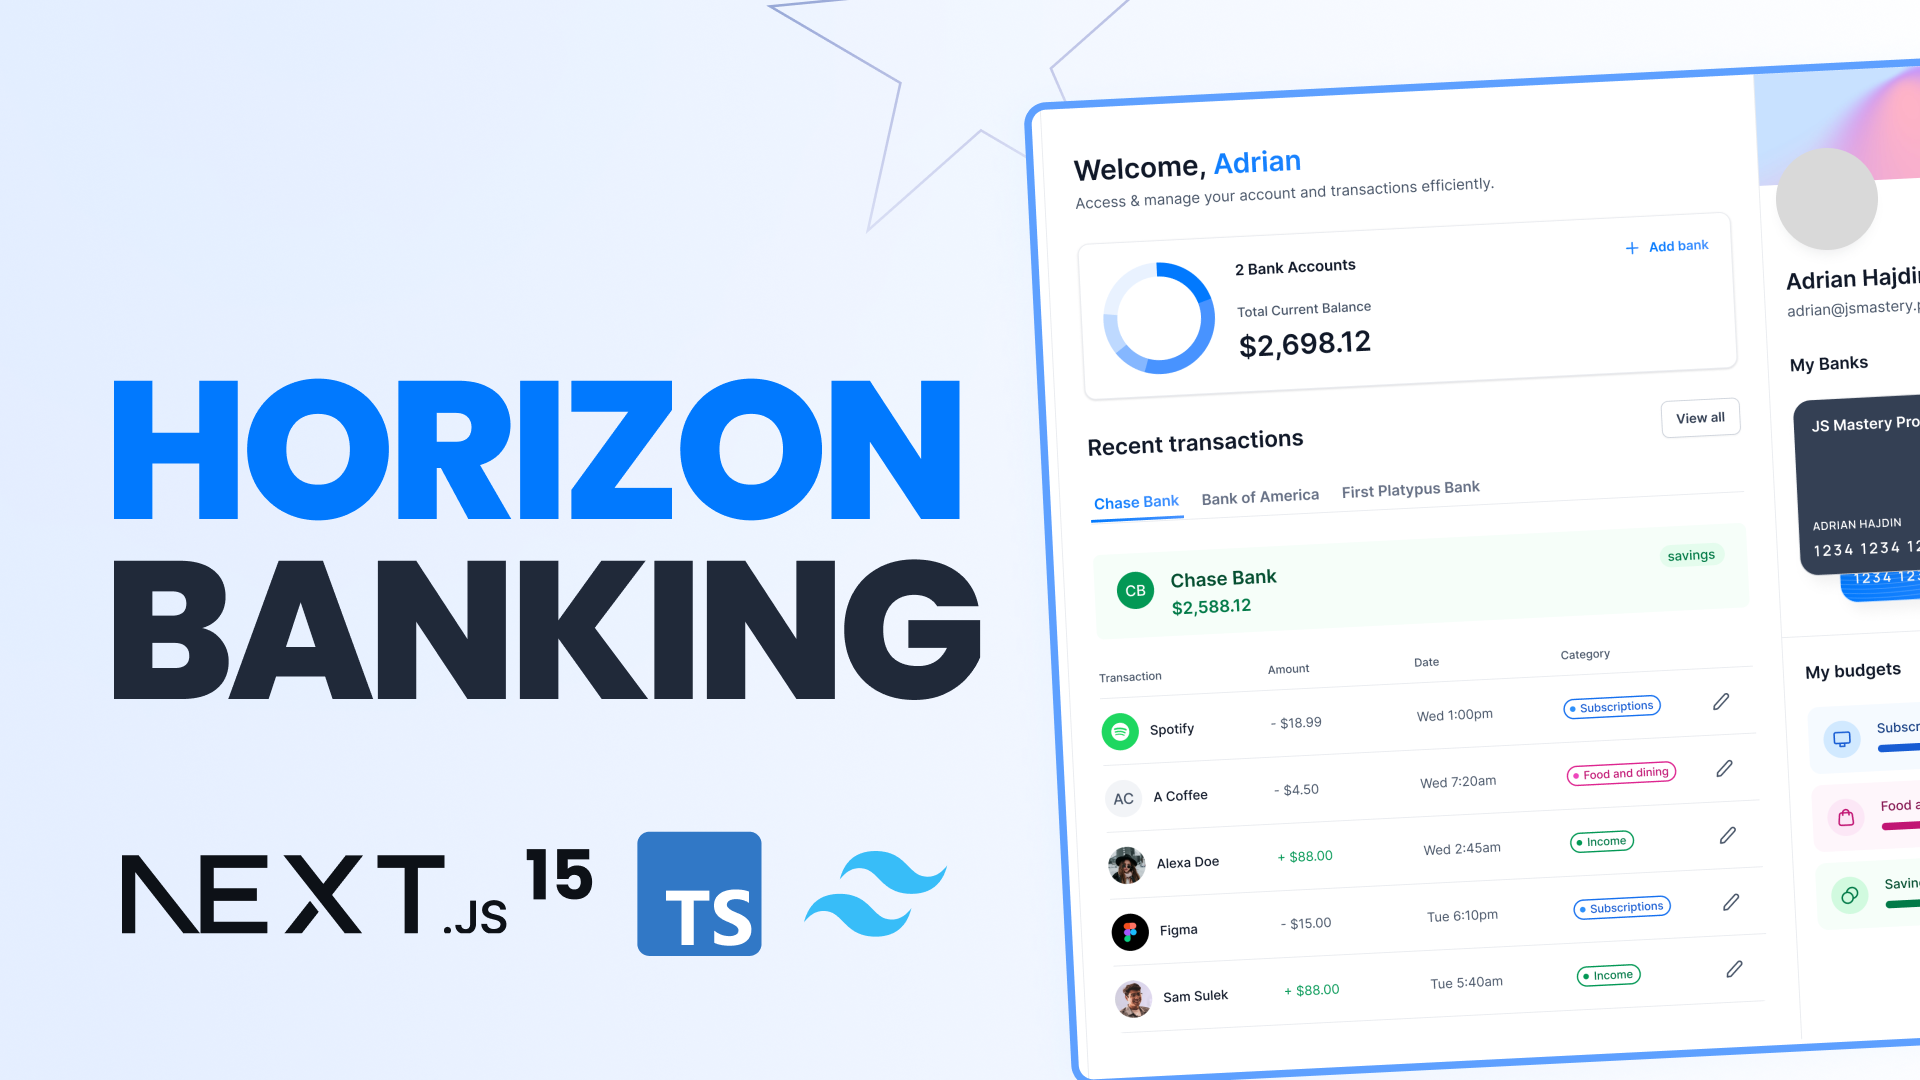 HORIZON
BANKING
NEXT.JS 15
TS
Welcome, Adrian
Access & manage your account and transactions efficiently.
2 Bank Accounts
+ Add bank
Total Current Balance
$2,698.12
Recent transactions
View all
Chase Bank Bank of America First Platypus Bank
CB
Chase Bank
savings
$2,588.12
Transaction Amount Date Category
Spotify - $18.99 Wed 1:00pm Subscriptions
AC A Coffee - $4.50 Wed 7:20am Food and dining
Alexa Doe + $88.00 Wed 2:45am Income
Figma - $15.00 Tue 6:10pm Subscriptions
Sam Sulek + $88.00 Tue 5:40am Income
Adrian Hajdin
adrian@jsmastery.p
My Banks
JS Mastery Pro
ADRIAN HAJDIN
1234 1234 12
1234 123
My budgets
Subscr
Food a
Savin